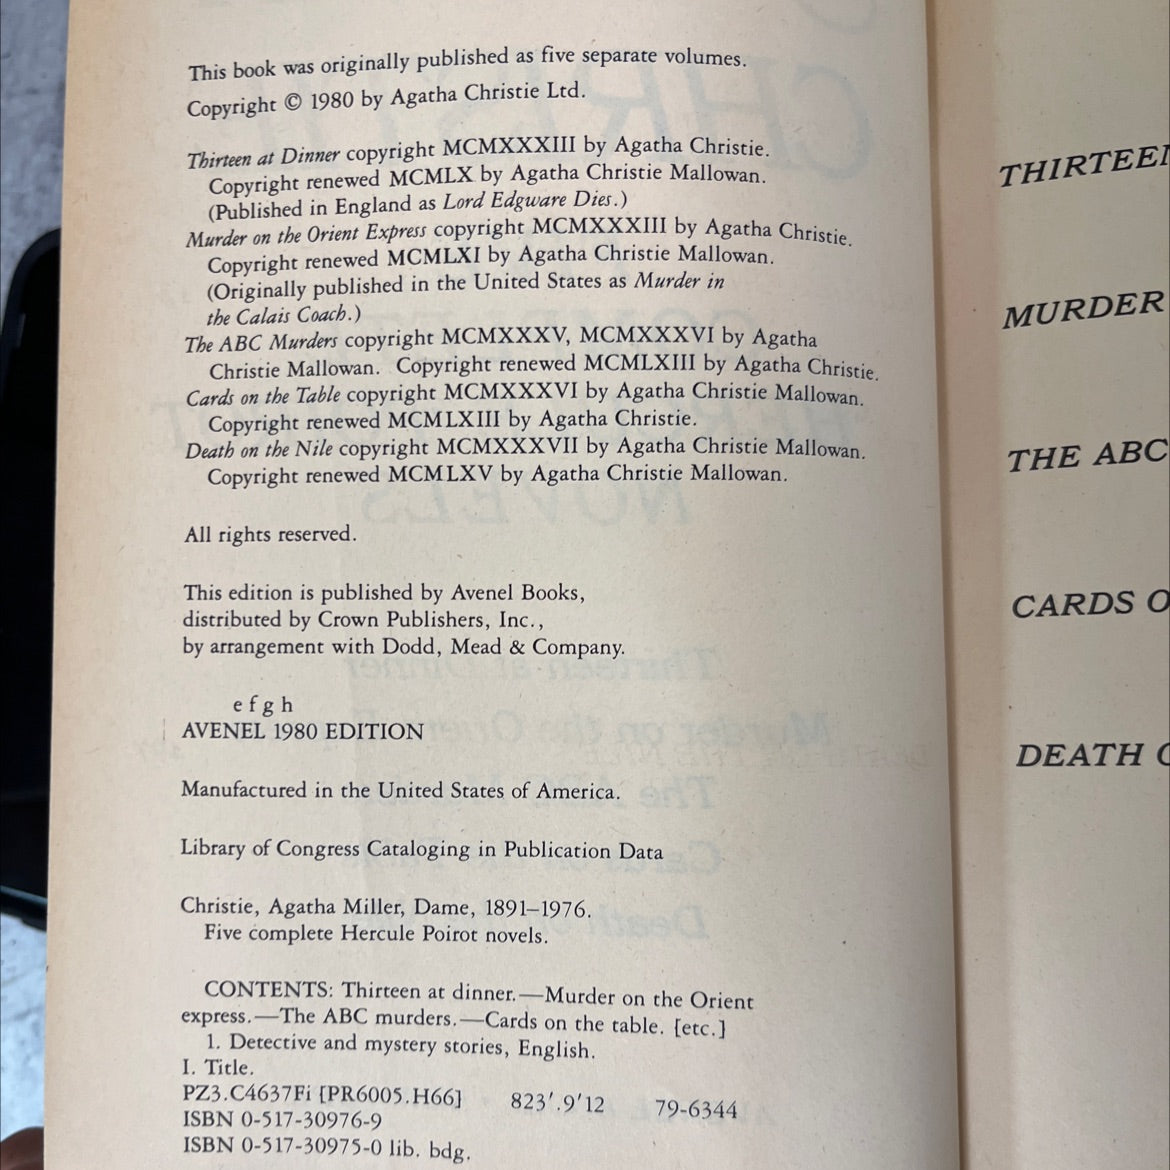 This book was originally published as five separate volumes.
Copyright © 1980 by Agatha Christie Ltd.
Thirteen at Dinner copyright MCMXXXIII by Agatha Christie.
Copyright renewed MCMLX by Agatha Christie Mallowan.
(Published in England as Lord Edgware Dies.)
Murder on the Orient Express copyright MCMXXXIII by Agatha Christie.
Copyright renewed MCMLXI by Agatha Christie Mallowan.
(Originally published in the United States as Murder in
the Calais Coach.)
The ABC Murders copyright MCMXXXV, MCMXXXVI by Agatha
Christie Mallowan. Copyright renewed MCMLXIII by Agatha Christie.
Cards on the Table copyright MCMXXXVI by Agatha Christie Mallowan.
Copyright renewed MCMLXIII by Agatha Christie.
Death on the Nile copyright MCMXXXVII by Agatha Christie Mallowan.
Copyright renewed MCMLXV by Agatha Christie Mallowan.
All rights reserved.
This edition is published by Avenel Books,
distributed by Crown Publishers, Inc.,
by arrangement with Dodd, Mead & Company.
e f g h
AVENEL 1980 EDITION
Manufactured in the United States of America.
Library of Congress Cataloging in Publication Data
Christie, Agatha Miller, Dame, 1891–1976.
Five complete Hercule Poirot novels.
CONTENTS: Thirteen at dinner.—Murder on the Orient
express.—The ABC murders.—Cards on the table. [etc.]
1. Detective and mystery stories, English.
I. Title.
PZ3.C4637Fi [PR6005.H66] 823'.9'12 79-6344
ISBN 0-517-30976-9
ISBN 0-517-30975-0 lib. bdg.
THIRTEEN
MURDER
THE ABC
CARDS O
DEATH